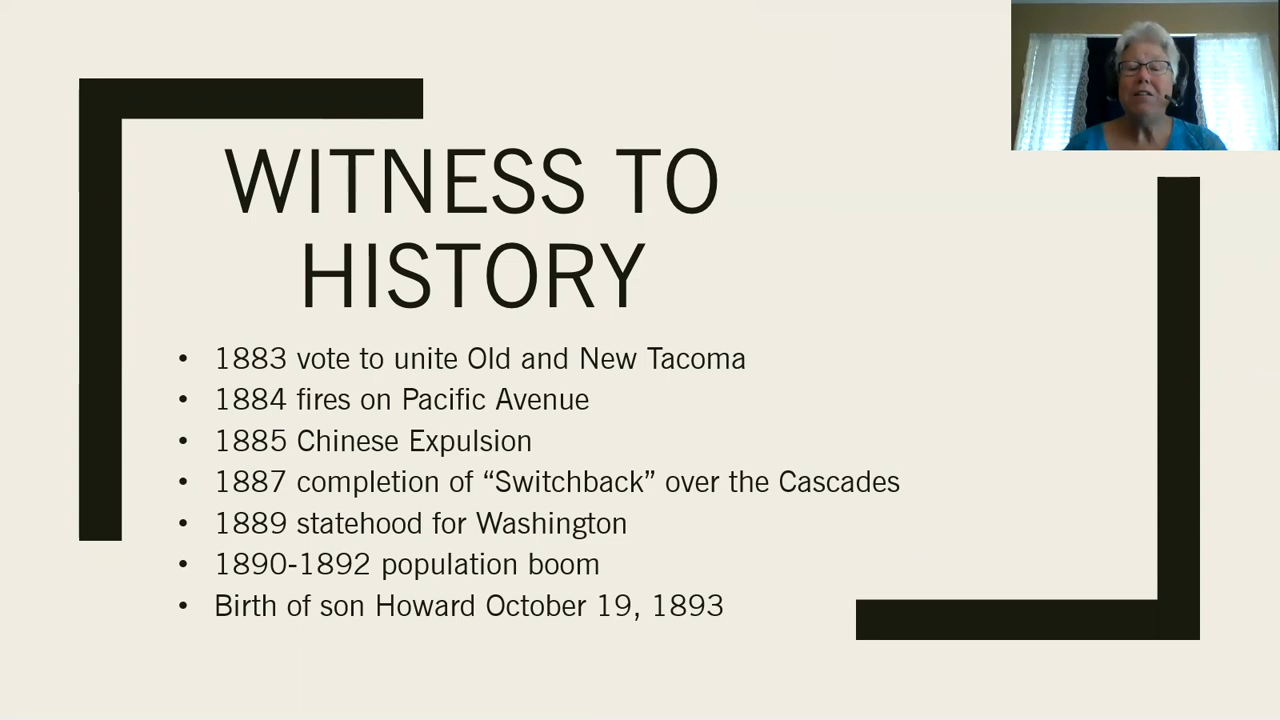 WITNESS TO
HISTORY
• 1883 vote to unite Old and New Tacoma
• 1884 fires on Pacific Avenue
• 1885 Chinese Expulsion
• 1887 completion of “Switchback” over the Cascades
• 1889 statehood for Washington
• 1890-1892 population boom
• Birth of son Howard October 19, 1893